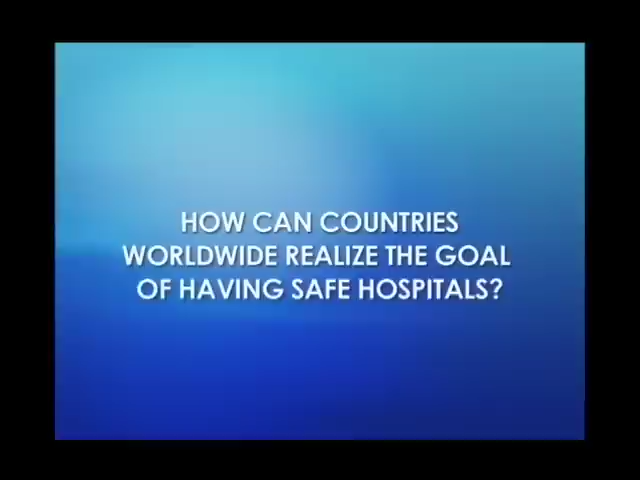 HOW CAN COUNTRIES
WORLDWIDE REALIZE THE GOAL
OF HAVING SAFE HOSPITALS?